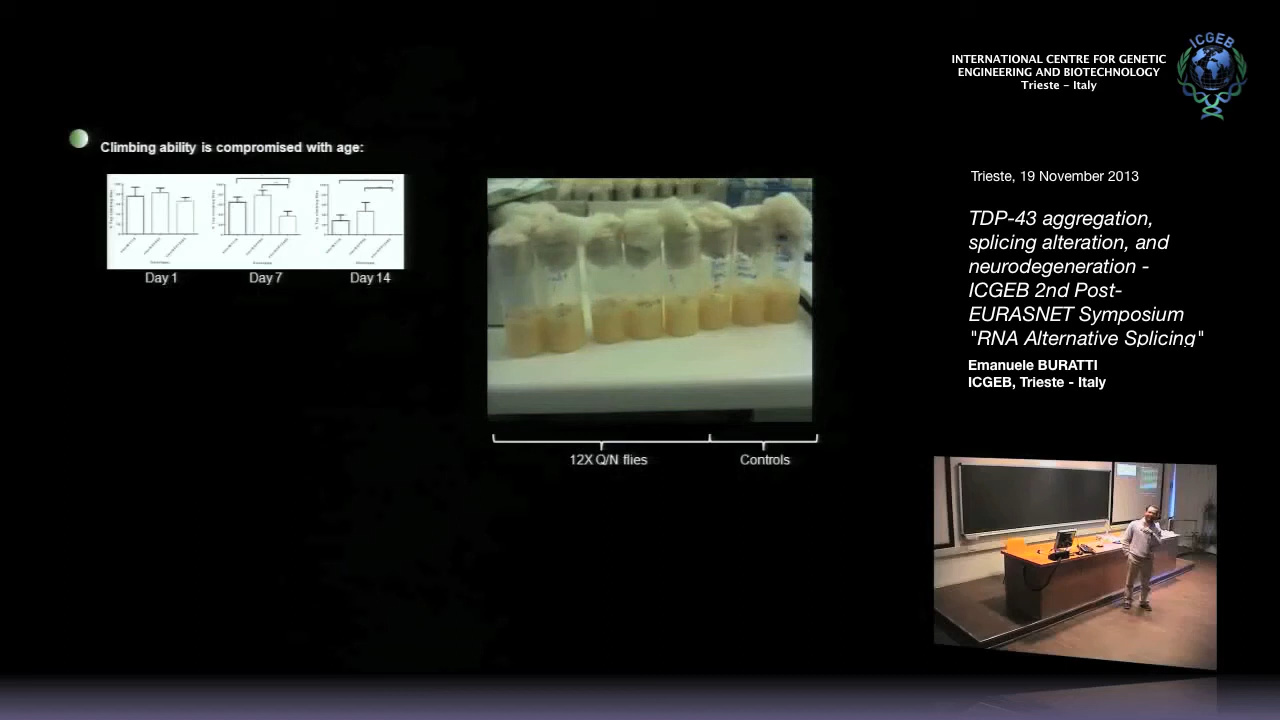 ICGEB
INTERNATIONAL CENTRE FOR GENETIC
ENGINEERING AND BIOTECHNOLOGY
Trieste - Italy
Climbing ability is compromised with age:
Day 1
Day 7
Day 14
12X Q/N flies
Controls
Trieste, 19 November 2013
TDP-43 aggregation,
splicing alteration, and
neurodegeneration -
ICGEB 2nd Post-
EURASNET Symposium
"RNA Alternative Splicing"
Emanuele BURATTI
ICGEB, Trieste - Italy